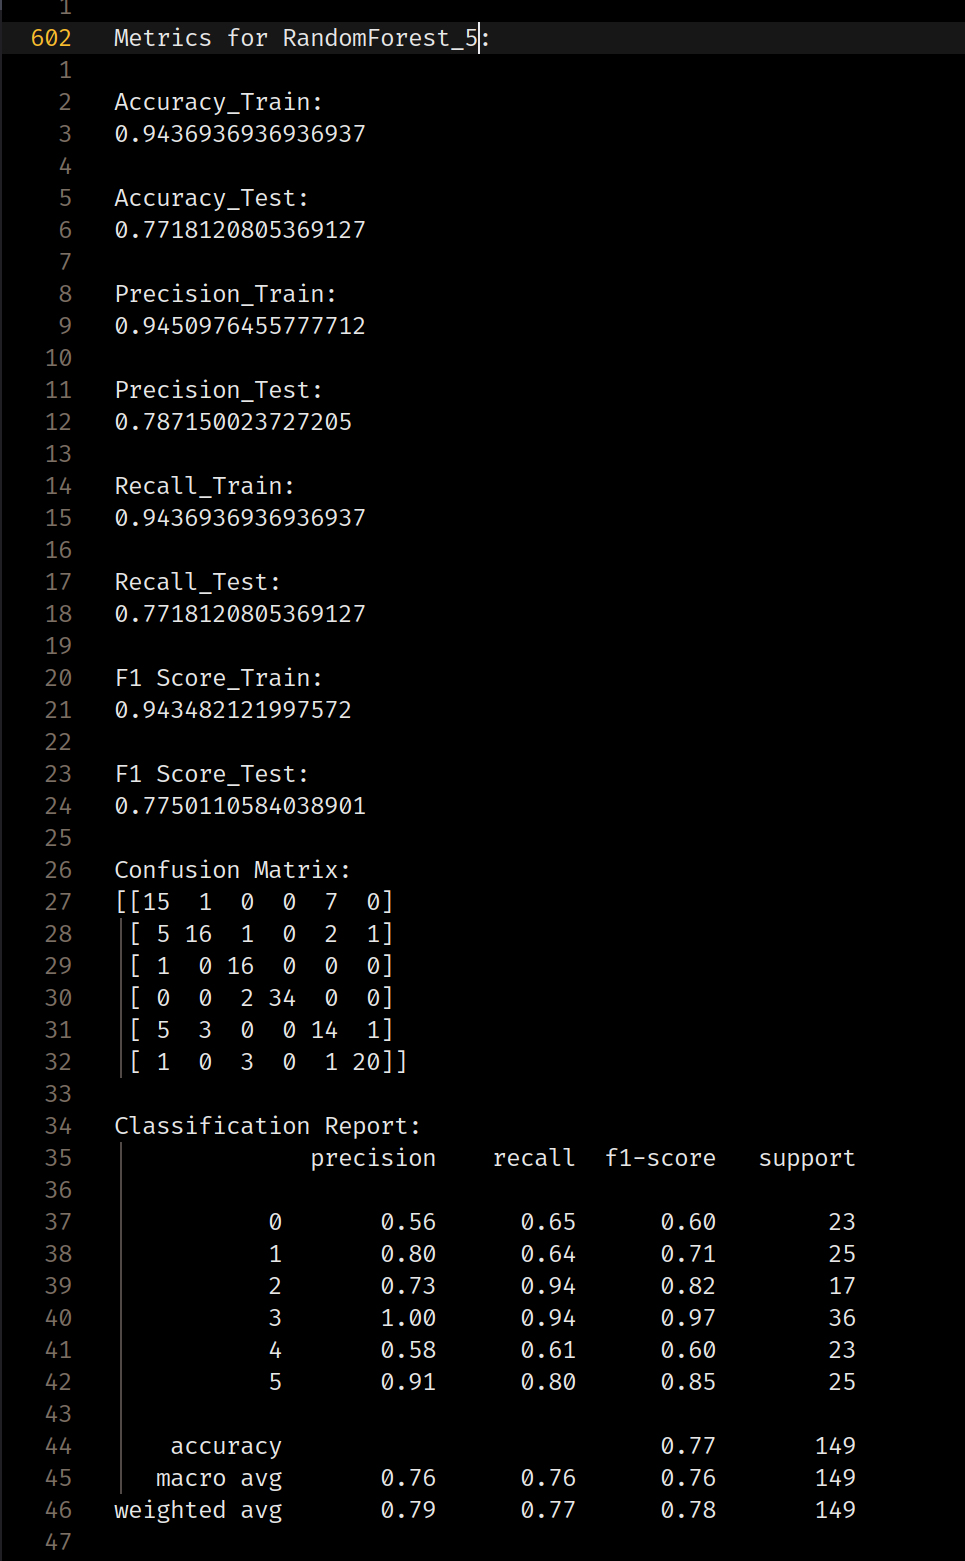 1
602 Metrics for RandomForest_5:
1
2 Accuracy_Train:
3 0.9436936936936937
4
5 Accuracy_Test:
6 0.7718120805369127
7
8 Precision_Train:
9 0.9450976455777712
10
11 Precision_Test:
12 0.787150023727205
13
14 Recall_Train:
15 0.9436936936936937
16
17 Recall_Test:
18 0.7718120805369127
19
20 F1 Score_Train:
21 0.943482121997572
22
23 F1 Score_Test:
24 0.7750110584038901
25
26 Confusion Matrix:
27 [[15  1  0  0  7  0]
28  [ 5 16  1  0  2  1]
29  [ 1  0 16  0  0  0]
30  [ 0  0  2 34  0  0]
31  [ 5  3  0  0 14  1]
32  [ 1  0  3  0  1 20]]
33
34 Classification Report:
35               precision    recall  f1-score   support
36
37            0       0.56      0.65      0.60        23
38            1       0.80      0.64      0.71        25
39            2       0.73      0.94      0.82        17
40            3       1.00      0.94      0.97        36
41            4       0.58      0.61      0.60        23
42            5       0.91      0.80      0.85        25
43
44     accuracy                           0.77       149
45    macro avg       0.76      0.76      0.76       149
46 weighted avg       0.79      0.77      0.78       149
47